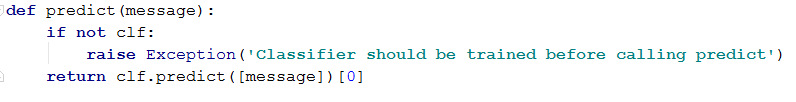 def predict(message):
    if not clf:
        raise Exception('Classifier should be trained before calling predict')
    return clf.predict([message])[0]